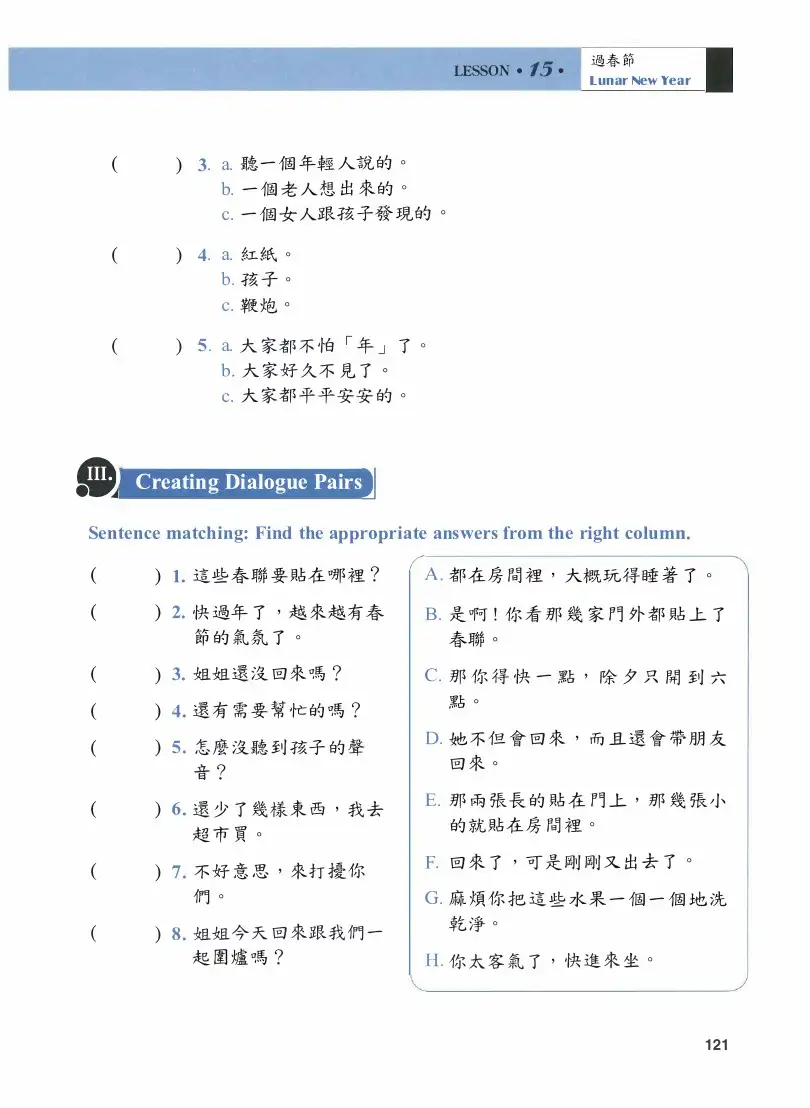 LESSON • 15 •
過春節
Lunar New Year
(  ) 3. a. 聽一個年輕人說的。
b. 一個老人想出來的。
c. 一個女人跟孩子發現的。
(  ) 4. a. 紅紙。
b. 孩子。
c. 鞭炮。
(  ) 5. a. 大家都不怕「年」了。
b. 大家好久不見了。
c. 大家都平平安安的。
III. Creating Dialogue Pairs
Sentence matching: Find the appropriate answers from the right column.
(  ) 1. 這些春聯要貼在哪裡?
(  ) 2. 快過年了,越來越有春
節的氣氛了。
(  ) 3. 姐姐還沒回來嗎?
(  ) 4. 還有需要幫忙的嗎?
(  ) 5. 怎麼沒聽到孩子的聲
音?
(  ) 6. 還少了幾樣東西,我去
超市買。
(  ) 7. 不好意思,來打擾你
們。
(  ) 8. 姐姐今天回來跟我們一
起圍爐嗎?
A. 都在房間裡,大概玩得睡著了。
B. 是啊!你看那幾家門外都貼上了
春聯。
C. 那你得快一點,除夕只開到六
點。
D. 她不但會回來,而且還會帶朋友
回來。
E. 那兩張長的貼在門上,那幾張小
的就貼在房間裡。
F. 回來了,可是剛剛又出去了。
G. 麻煩你把這些水果一個一個地洗
乾淨。
H. 你太客氣了,快進來坐。
121